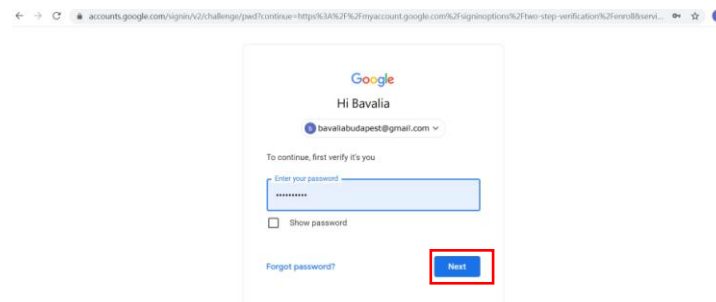 accounts.google.com/signin/v2/challenge/pwd?continue=https%3A%2F%2Fmyaccount.google.com%2Fsigninoptions%2Ftwo-step-verification%2Fenroll&servi...
Google
Hi Bavalia
bavaliabudapest@gmail.com
To continue, first verify it's you
Enter your password
••••••••••
Show password
Forgot password?
Next